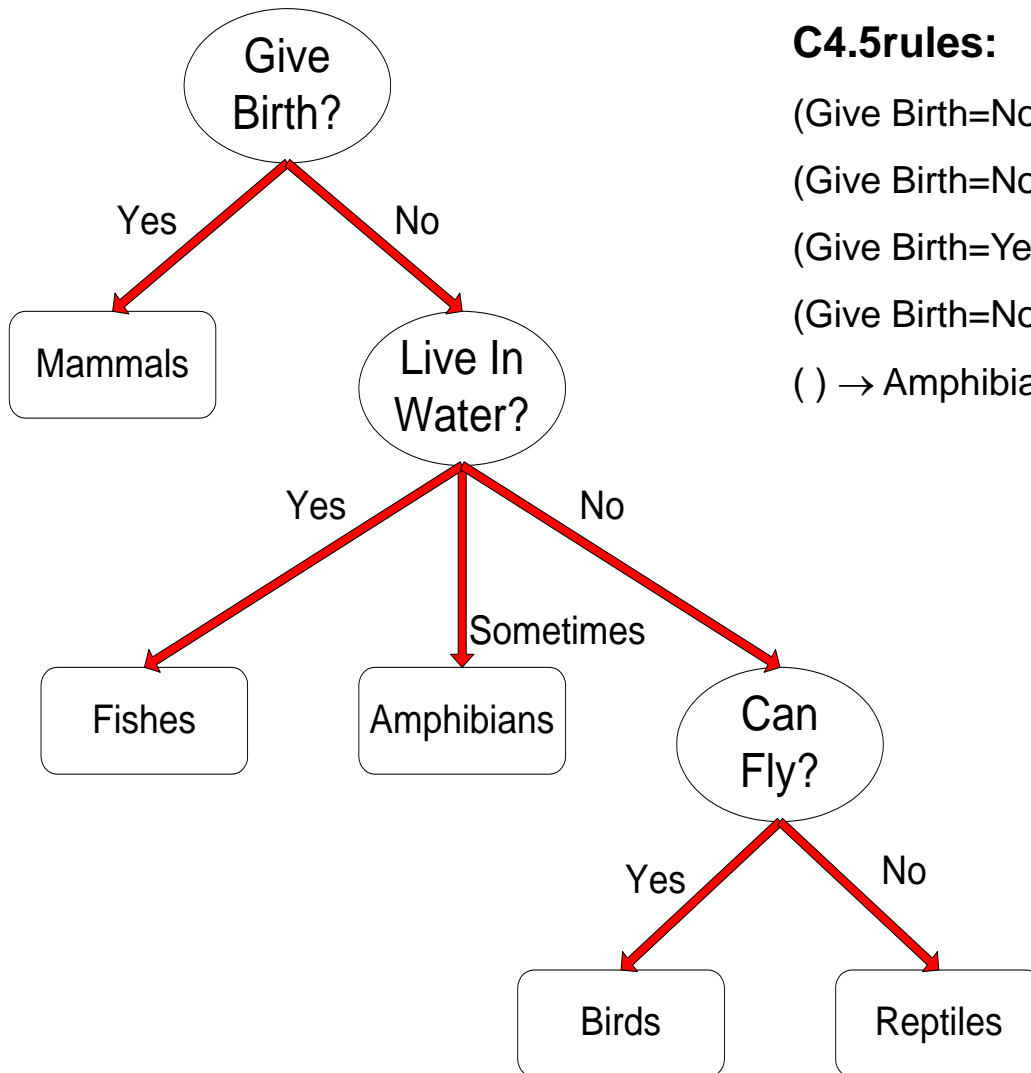 Give
Birth?
Yes
No
Mammals
Live In
Water?
Yes
No
Sometimes
Fishes
Amphibians
Can
Fly?
Yes
No
Birds
Reptiles
C4.5rules:
(Give Birth=No
(Give Birth=No
(Give Birth=Ye
(Give Birth=No
( ) → Amphibia